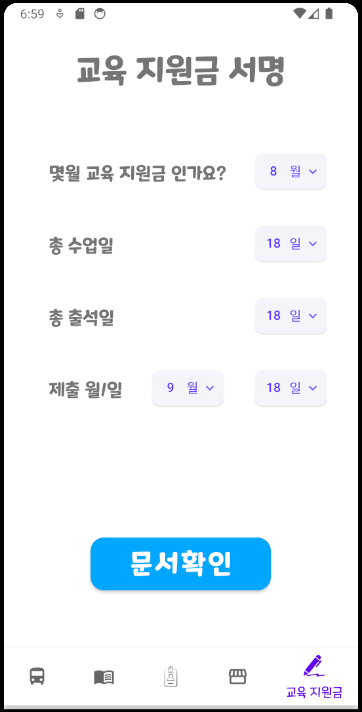 6:59
교육 지원금 서명
몇월 교육 지원금 인가요? 8 월
총 수업일 18 일
총 출석일 18 일
제출 월/일 9 월 18 일
문서확인
교육 지원금